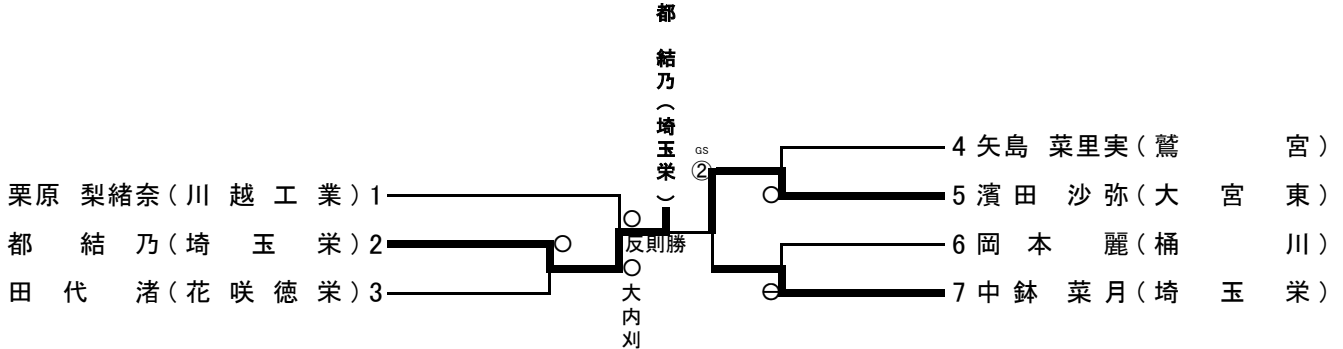 都 結乃(埼玉栄)
栗原 梨緒奈(川越工業)1
都 結乃(埼玉栄)2
田代 渚(花咲徳栄)3
○
○
反則勝
○
大内刈
GS
②
○
⊖
4 矢島 菜里実(鷲宮)
5 濱田 沙弥(大宮東)
6 岡本 麗(桶川)
7 中鉢 菜月(埼玉栄)